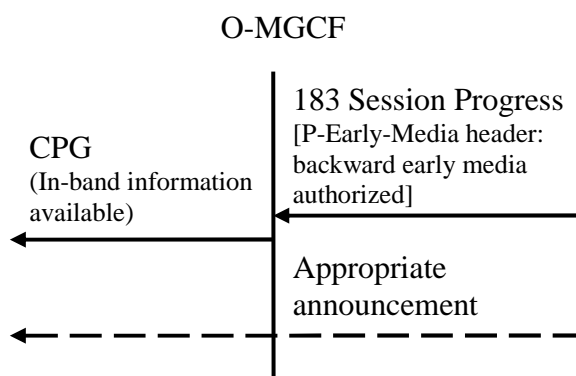 O-MGCF
183 Session Progress
[P-Early-Media header:
backward early media
authorized]
CPG
(In-band information
available)
Appropriate
announcement